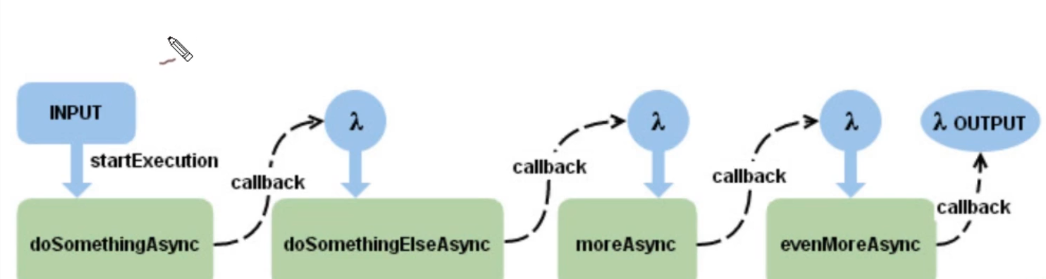 INPUT
startExecution
λ
λ
λ
λ OUTPUT
callback
callback
callback
callback
doSomethingAsync
doSomethingElseAsync
moreAsync
evenMoreAsync